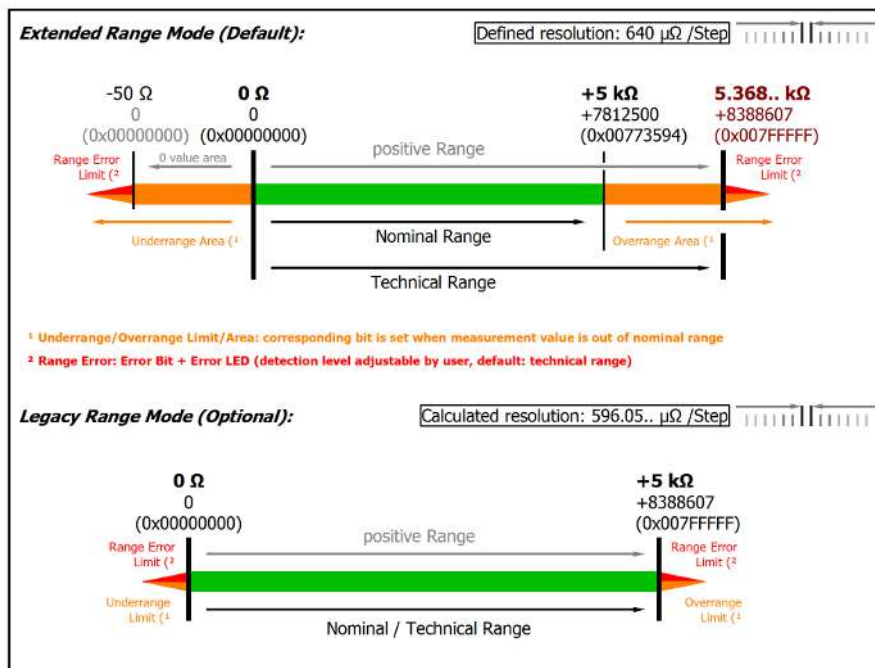 Extended Range Mode (Default):
Defined resolution: 640 µΩ /Step
-50 Ω
0
(0x00000000)
0 Ω
0
(0x00000000)
+5 kΩ
+7812500
(0x00773594)
5.368.. kΩ
+8388607
(0x007FFFFF)
Range Error
Limit (²
0 value area
positive Range
Range Error
Limit (²
Underrange Area (¹
Nominal Range
Overrange Area (¹
Technical Range
¹ Underrange/Overrange Limit/Area: corresponding bit is set when measurement value is out of nominal range
² Range Error: Error Bit + Error LED (detection level adjustable by user, default: technical range)
Legacy Range Mode (Optional):
Calculated resolution: 596.05.. µΩ/Step
0 Ω
0
(0x00000000)
+5 kΩ
+8388607
(0x007FFFFF)
Range Error
Limit (²
positive Range
Range Error
Limit (²
Underrange
Limit (¹
Nominal / Technical Range
Overrange
Limit (¹